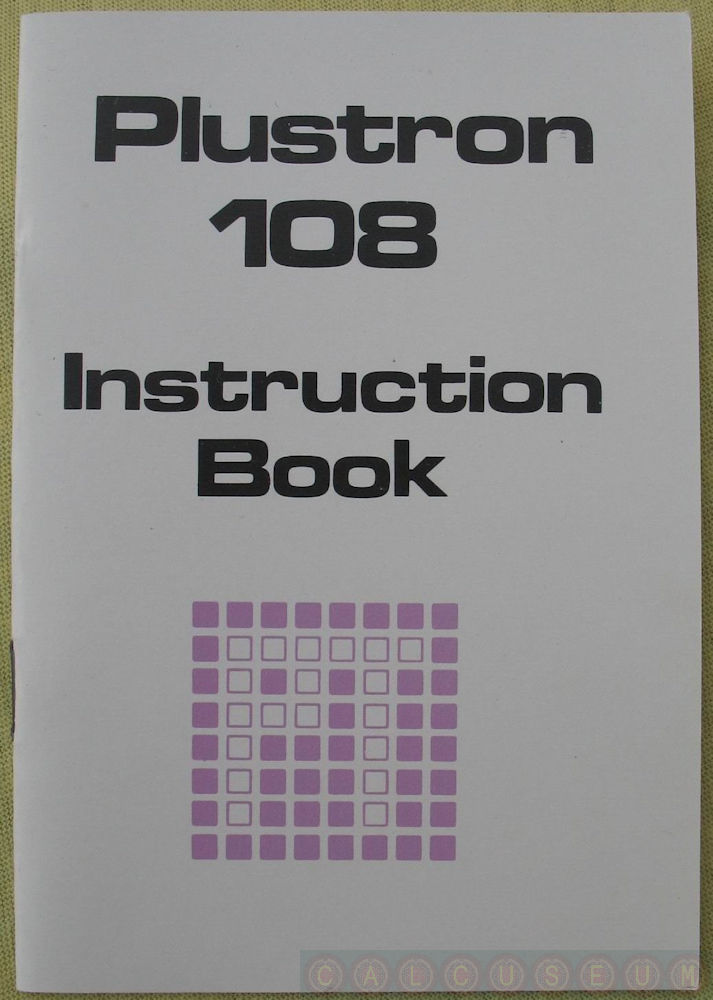 Plustron
108
Instruction
Book
CALCUSEUM